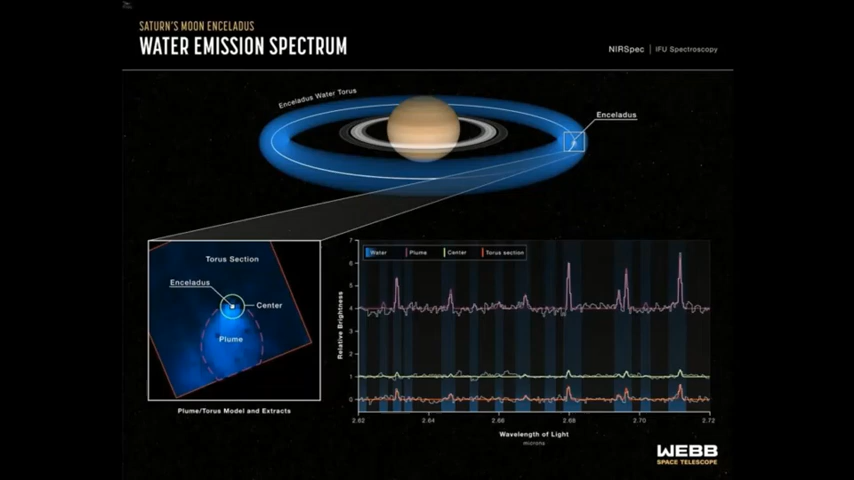 SATURN'S MOON ENCELADUS
WATER EMISSION SPECTRUM
NIRSpec | IFU Spectroscopy
Enceladus Water Torus
Enceladus
Torus Section
Enceladus
Center
Plume
Plume/Torus Model and Extracts
Water Plume Center Torus section
7
6
5
4
3
2
1
0
Relative Brightness
2.62 2.64 2.66 2.68 2.70 2.72
Wavelength of Light
microns
WEBB
SPACE TELESCOPE